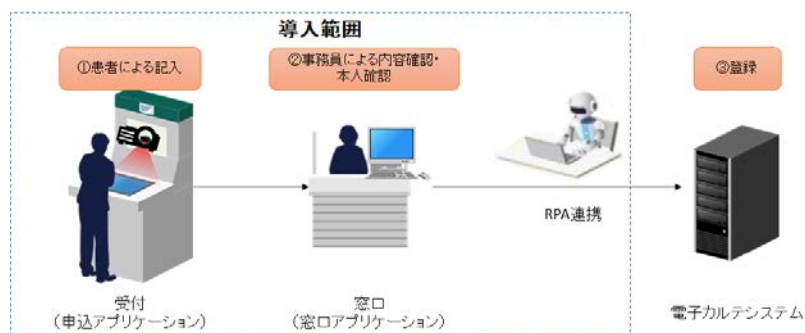 導入範囲
①患者による記入
②事務員による内容確認・
本人確認
③登録
RPA連携
受付
(申込アプリケーション)
窓口
(窓口アプリケーション)
電子カルテシステム